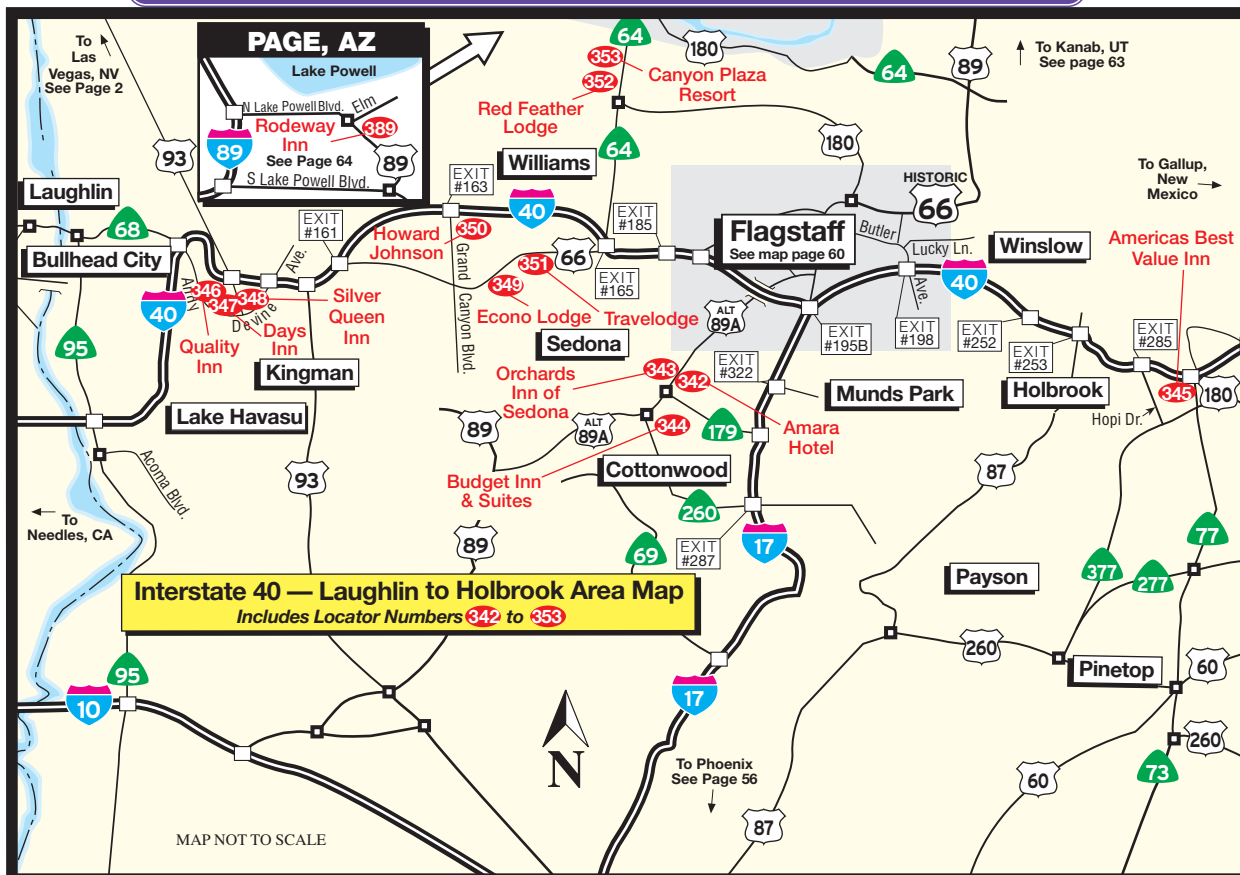 PAGE, AZ
Lake Powell
N Lake Powell Blvd.
Elm
Rodeway
Inn
389
See Page 64
89
89
S Lake Powell Blvd.
To
Las
Vegas, NV
See Page 2
93
64
180
353
Canyon Plaza
Resort
352
Red Feather
Lodge
64
64
89
To Kanab, UT
See page 63
180
To Gallup,
New
Mexico
Laughlin
68
Bullhead City
EXIT
#161
Ave.
EXIT
#163
Williams
40
Howard
Johnson
350
Grand Canyon Blvd.
EXIT
#185
66
351
349
Econo Lodge
Travelodge
EXIT
#165
HISTORIC
66
Flagstaff
See map page 60
Butler
Lucky Ln.
Ave.
Winslow
40
Americas Best
Value Inn
346
347
348
Andy
Devine
Silver
Queen
Inn
Days
Inn
Quality
Inn
40
95
Kingman
Lake Havasu
Sedona
ALT
89A
EXIT
#195B
EXIT
#198
EXIT
#252
EXIT
#253
EXIT
#285
EXIT
#322
343
342
Orchards
Inn of
Sedona
Munds Park
Holbrook
345
180
Hopi Dr.
344
179
Amara
Hotel
89
ALT
89A
Cottonwood
Budget Inn
& Suites
Acoma Blvd.
93
87
To
Needles, CA
260
89
69
EXIT
#287
17
77
377
277
Payson
Interstate 40 — Laughlin to Holbrook Area Map
Includes Locator Numbers 342 to 353
260
Pinetop
60
95
10
17
N
To Phoenix
See Page 56
260
73
60
87
MAP NOT TO SCALE